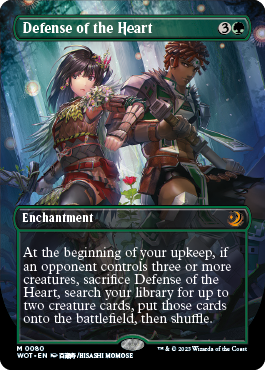 Defense of the Heart 3
Enchantment
At the beginning of your upkeep, if
an opponent controls three or more
creatures, sacrifice Defense of the
Heart, search your library for up to
two creature cards, put those cards
onto the battlefield, then shuffle.
M 0080
WOT • EN HISASHI MOMOSE
™ & © 2023 Wizards of the Coast